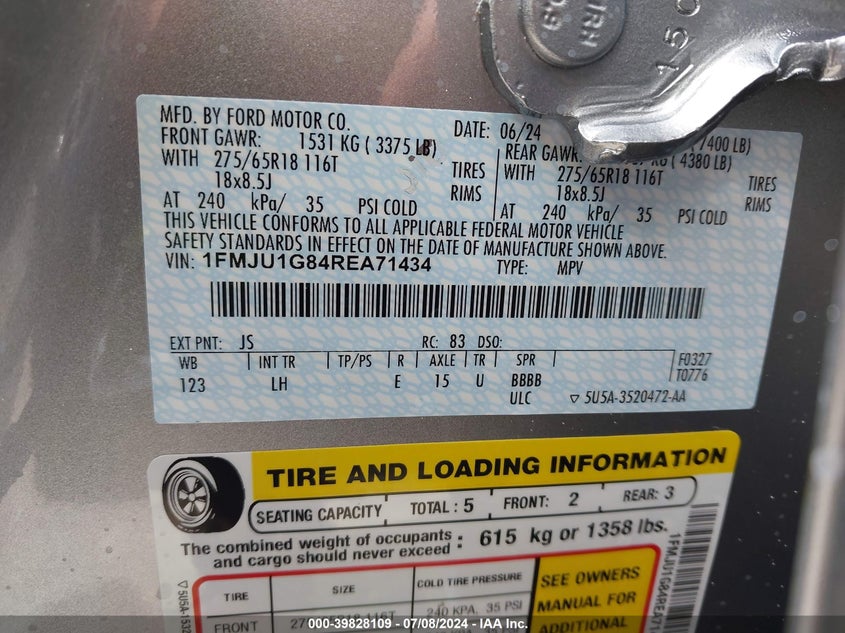 150
MFD. BY FORD MOTOR CO.
DATE: 06/24
FRONT GAWR: 1531 KG ( 3375 LB)
7400 LB)
REAR GAWR: KG ( 4380 LB)
WITH 275/65R18 116T TIRES
18x8.5J RIMS
AT 240 kPa/ 35 PSI COLD
WITH 275/65R18 116T TIRES
18x8.5J RIMS
AT 240 kPa/ 35 PSI COLD
THIS VEHICLE CONFORMS TO ALL APPLICABLE FEDERAL MOTOR VEHICLE
SAFETY STANDARDS IN EFFECT ON THE DATE OF MANUFACTURE SHOWN ABOVE.
VIN: 1FMJU1G84REA71434 TYPE: MPV
EXT PNT: JS RC: 83 DSO:
WB INT TR TP/PS R AXLE TR SPR
123 LH E 15 U BBBB
ULC
F0327
T0776
5U5A-3520472-AA
TIRE AND LOADING INFORMATION
SEATING CAPACITY TOTAL : 5 FRONT: 2 REAR: 3
The combined weight of occupants
and cargo should never exceed : 615 kg or 1358 lbs.
TIRE SIZE COLD TIRE PRESSURE
FRONT 116T 240 KPA, 35 PSI
SEE OWNERS
MANUAL FOR
ADDITIONAL
5U5A-1532
1FMJU1G84REA71
000-39828109 - 07/08/2024 - IAA Inc.